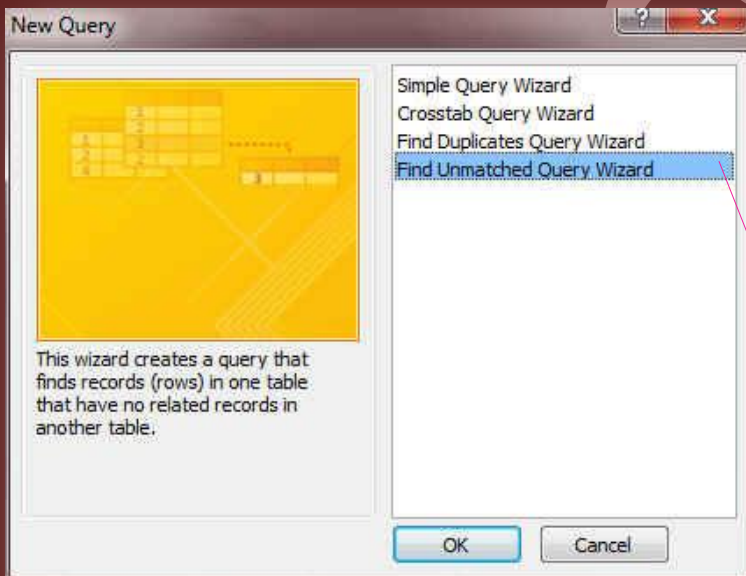 New Query
?
X
Simple Query Wizard
Crosstab Query Wizard
Find Duplicates Query Wizard
Find Unmatched Query Wizard
This wizard creates a query that
finds records (rows) in one table
that have no related records in
another table.
OK
Cancel